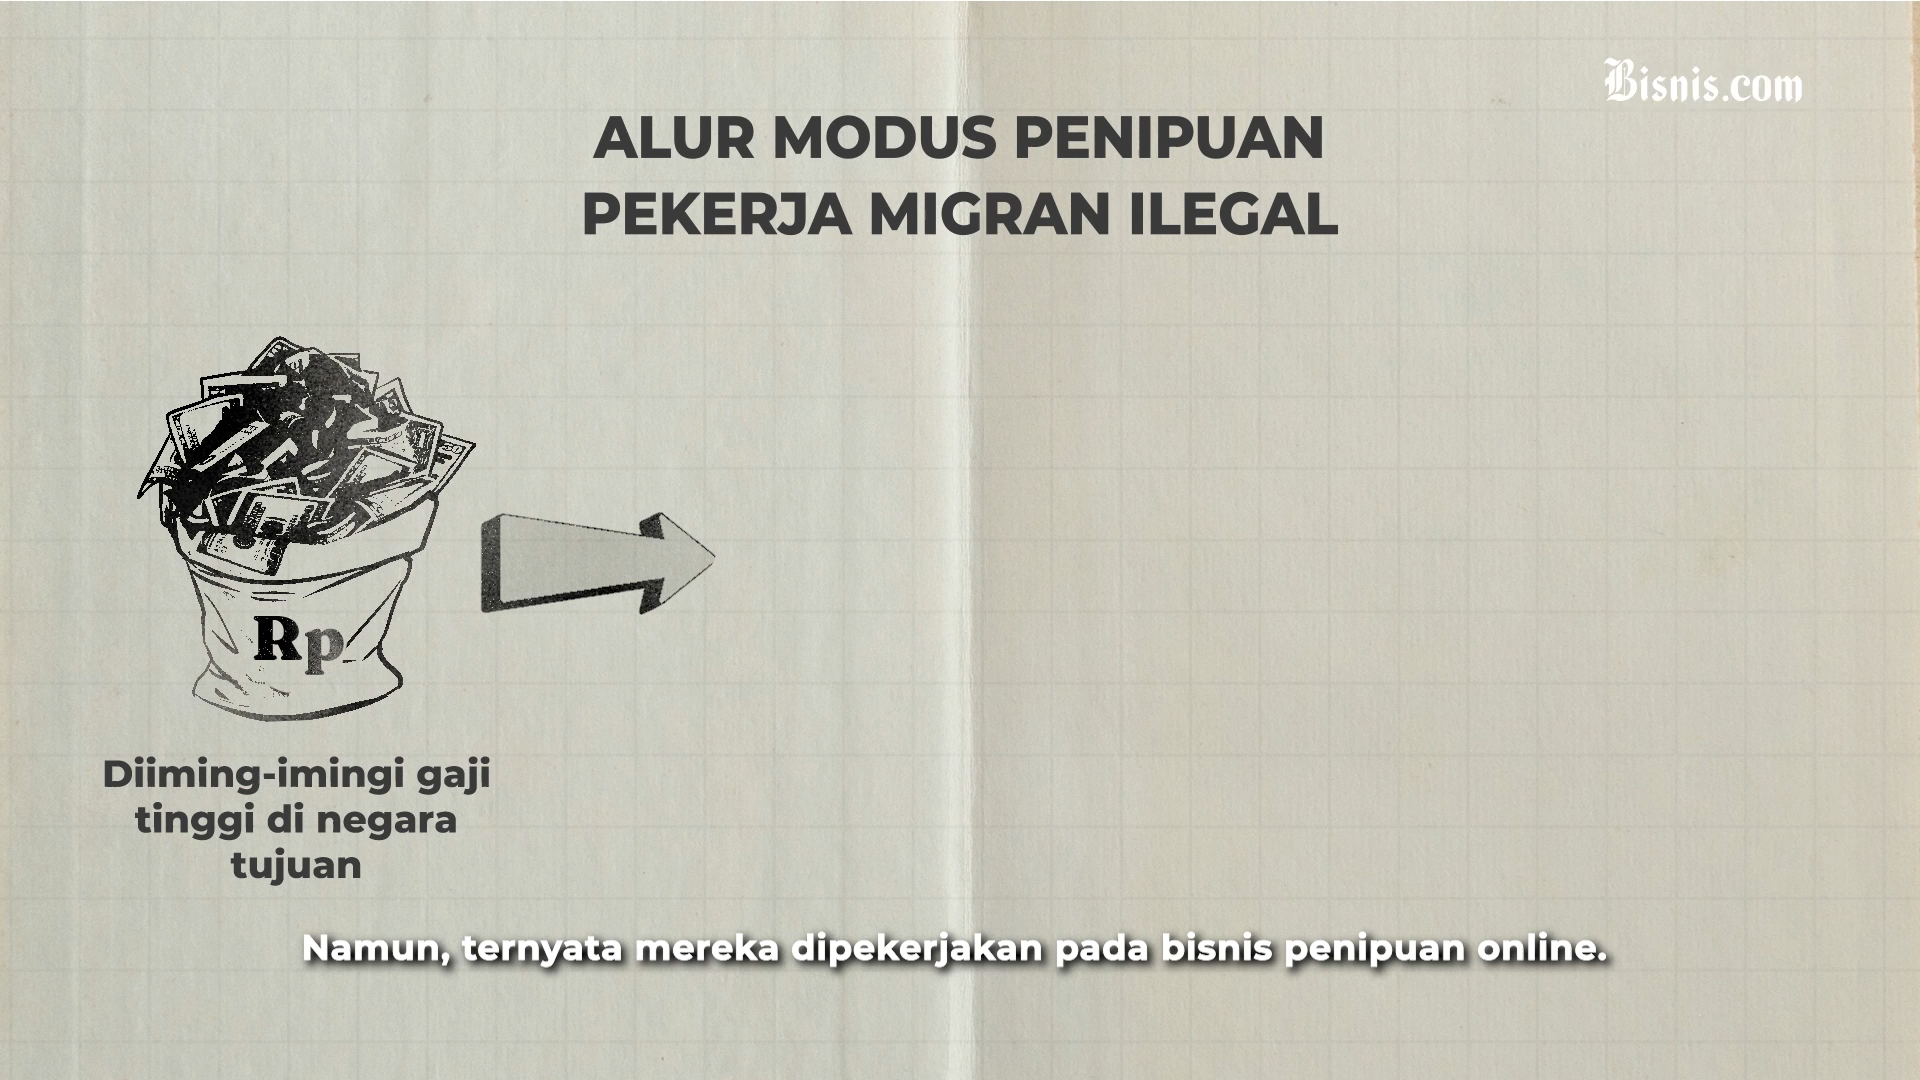 Bisnis.com
ALUR MODUS PENIPUAN
PEKERJA MIGRAN ILEGAL
Rp
Diiming-imingi gaji
tinggi di negara
tujuan
Namun, ternyata mereka dipekerjakan pada bisnis penipuan online.